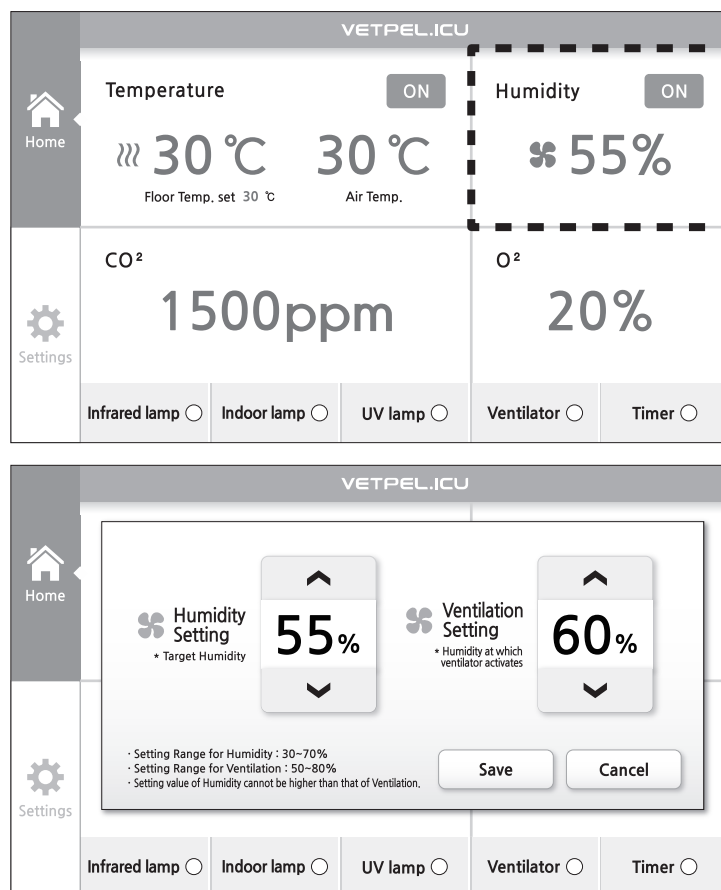 VETPEL.ICU
Home
Temperature ON
30 ℃ 30 ℃
Floor Temp. set 30 ℃ Air Temp.
Humidity ON
55%
CO²
1500ppm
O²
20%
Settings
Infrared lamp
Indoor lamp
UV lamp
Ventilator
Timer
VETPEL.ICU
Home
Humidity
Setting
* Target Humidity
55%
Ventilation
Setting
* Humidity at which
ventilator activates
60%
· Setting Range for Humidity : 30~70%
· Setting Range for Ventilation : 50~80%
· Setting value of Humidity cannot be higher than that of Ventilation.
Save
Cancel
Settings
Infrared lamp
Indoor lamp
UV lamp
Ventilator
Timer